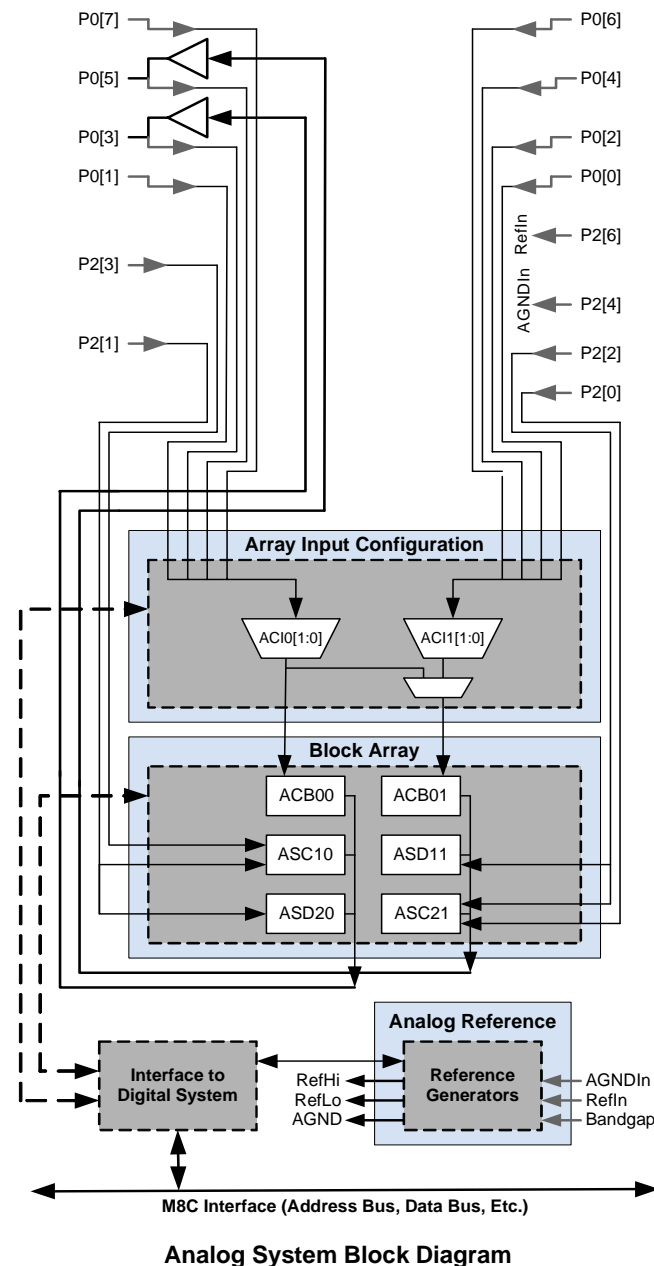 P0[7]
P0[6]
P0[5]
P0[4]
P0[3]
P0[2]
P0[1]
P0[0]
RefIn
P2[6]
P2[3]
AGNDIn
P2[4]
P2[1]
P2[2]
P2[0]
Array Input Configuration
ACI0[1:0]
ACI1[1:0]
Block Array
ACB00
ACB01
ASC10
ASD11
ASD20
ASC21
Analog Reference
Interface to
Digital System
Reference
Generators
RefHi
RefLo
AGND
AGNDIn
RefIn
Bandgap
M8C Interface (Address Bus, Data Bus, Etc.)
Analog System Block Diagram